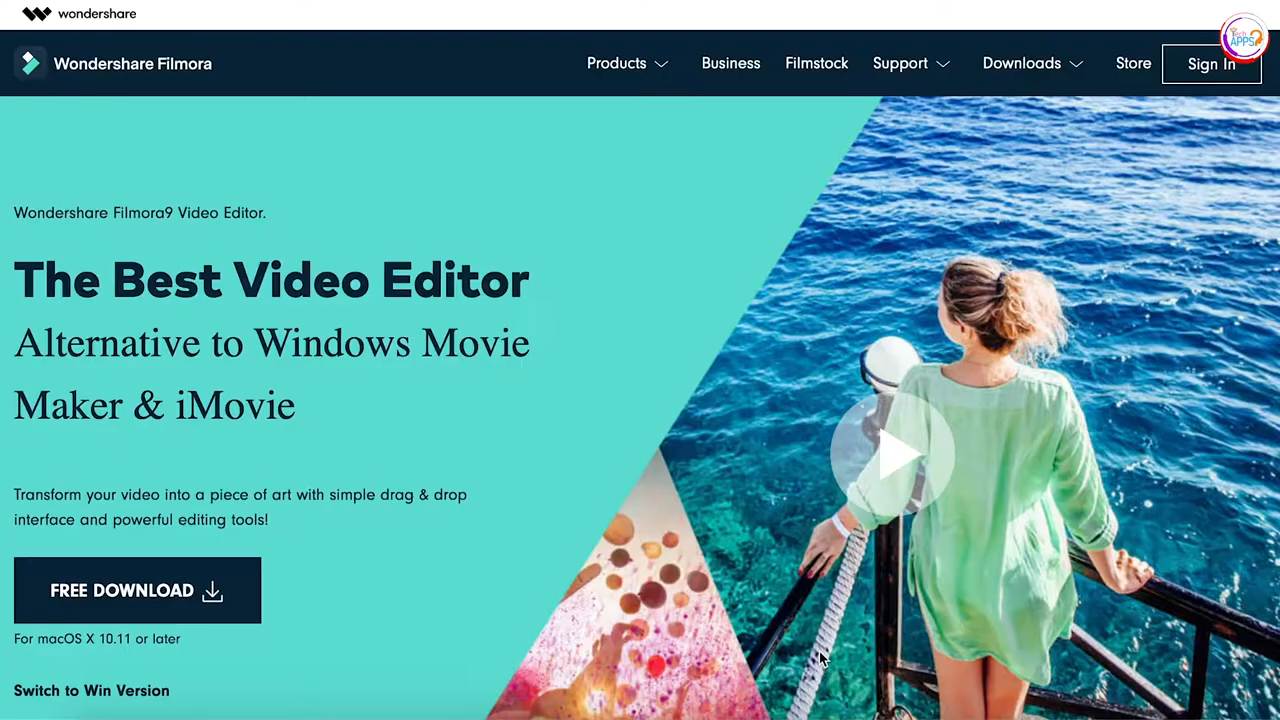 wondershare
Tech
APPS2
Wondershare Filmora
Products
Business
Filmstock
Support
Downloads
Store
Sign In
Wondershare Filmora9 Video Editor.
The Best Video Editor
Alternative to Windows Movie
Maker & iMovie
Transform your video into a piece of art with simple drag & drop
interface and powerful editing tools!
FREE DOWNLOAD
For macOS X 10.11 or later
Switch to Win Version